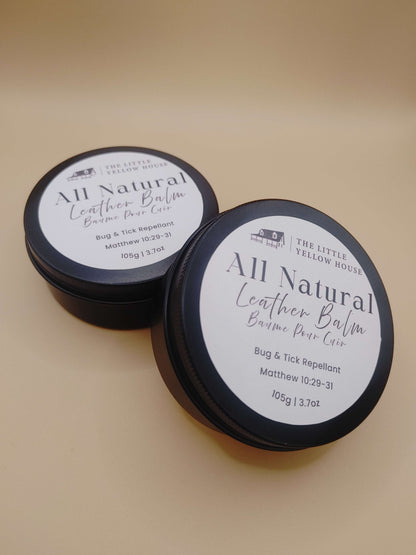 THE LITTLE
YELLOW HOUSE
All Natural
Leather Balm
Baume Pour Cuir
Bug & Tick Repellant
Matthew 10:29-31
105g | 3.7oz
THE LITTLE
YELLOW HOUSE
All Natural
Leather Balm
Baume Pour Cuir
Bug & Tick Repellant
Matthew 10:29-31
105g | 3.7oz